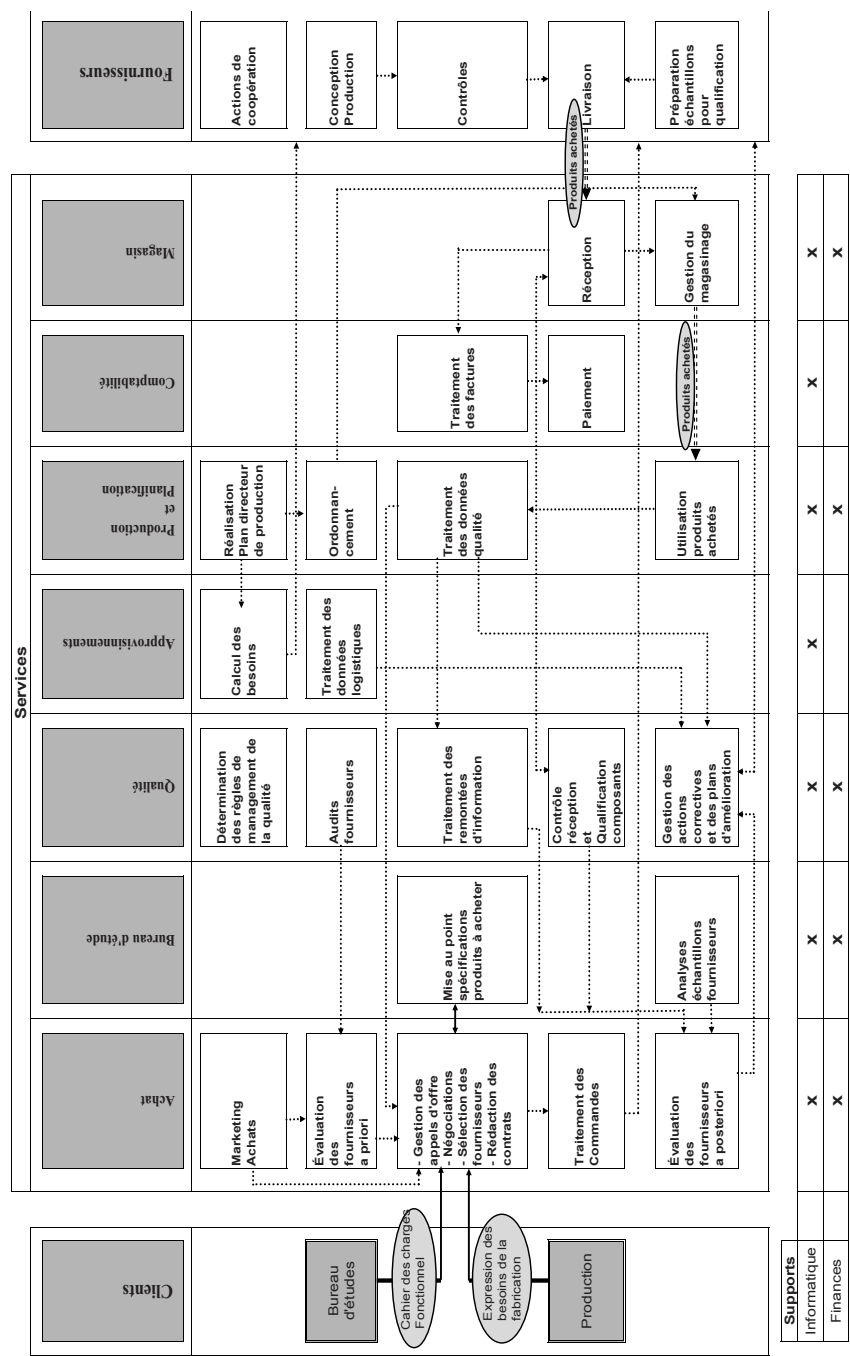 Services
Clients
Bureau
d'études
Cahier des charges
Fonctionnel
Expression des
besoins de la
fabrication
Production
Achat
Marketing
Achats
Évaluation
des
fournisseurs
a priori
- Gestion des
appels d'offre
- Négociations
- Sélection des
fournisseurs
- Rédaction des
contrats
Traitement des
Commandes
Évaluation
des
fournisseurs
a posteriori
Bureau d'étude
Mise au point
spécifications
produits à acheter
Analyses
échantillons
fournisseurs
Qualité
Détermination
des règles de
management de
la qualité
Audits
fournisseurs
Traitement des
remontées
d'information
Contrôle
réception
et
Qualification
composants
Gestion des
actions
correctives
et des plans
d'amélioration
Approvisinnements
Calcul des
besoins
Traitement des
données
logistiques
Production
et
Planification
Réalisation
Plan directeur
de production
Ordonnan-
cement
Traitement
des données
qualité
Utilisation
produits
achetés
Comptabilité
Traitement
des factures
Paiement
Produits achetés
Magasin
Réception
Gestion du
magasinage
Produits achetés
Fournisseurs
Actions de
coopération
Conception
Production
Contrôles
Livraison
Préparation
échantillons
pour
qualification
Supports
Informatique x x x x x x x
Finances x x x x x